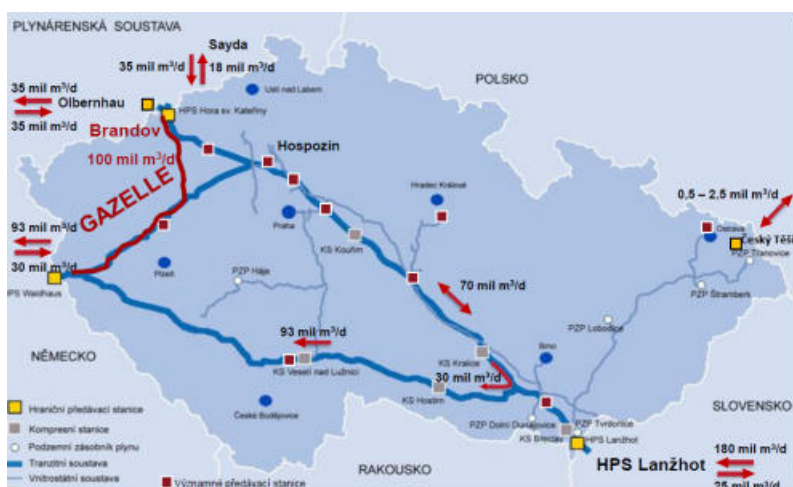 PLYNÁRENSKÁ SOUSTAVA
Sayda
35 mil m³/d
18 mil m³/d
POLSKO
35 mil m³/d
Olbernhau
35 mil m³/d
Ústí nad Labem
HPS Hora sv. Kateřiny
Brandov
100 mil m³/d
Hospozín
GAZELLE
Hradec Králové
0,5 – 2,5 mil m³/d
Ostrava
Český Těší
PZP Třanovice
93 mil m³/d
30 mil m³/d
HPS Waidhaus
Praha
KS Kouřim
Plzeň
PZP Háje
70 mil m³/d
PZP Štramberk
PZP Lobodice
NĚMECKO
93 mil m³/d
KS Veselí nad Lužnicí
KS Kralice
30 mil m³/d
Brno
KS Hostim
České Budějovice
PZP Dolní Dunajovice
PZP Tvrdonice
KS Břeclav
HPS Lanžhot
SLOVENSKO
HPS Lanžhot
180 mil m³/d
25 mil m³/d
RAKOUSKO
Hraniční předávací stanice
Kompresní stanice
Podzemní zásobník plynu
Tranzitní soustava
Vnitrostátní soustava
Významné předávací stanice